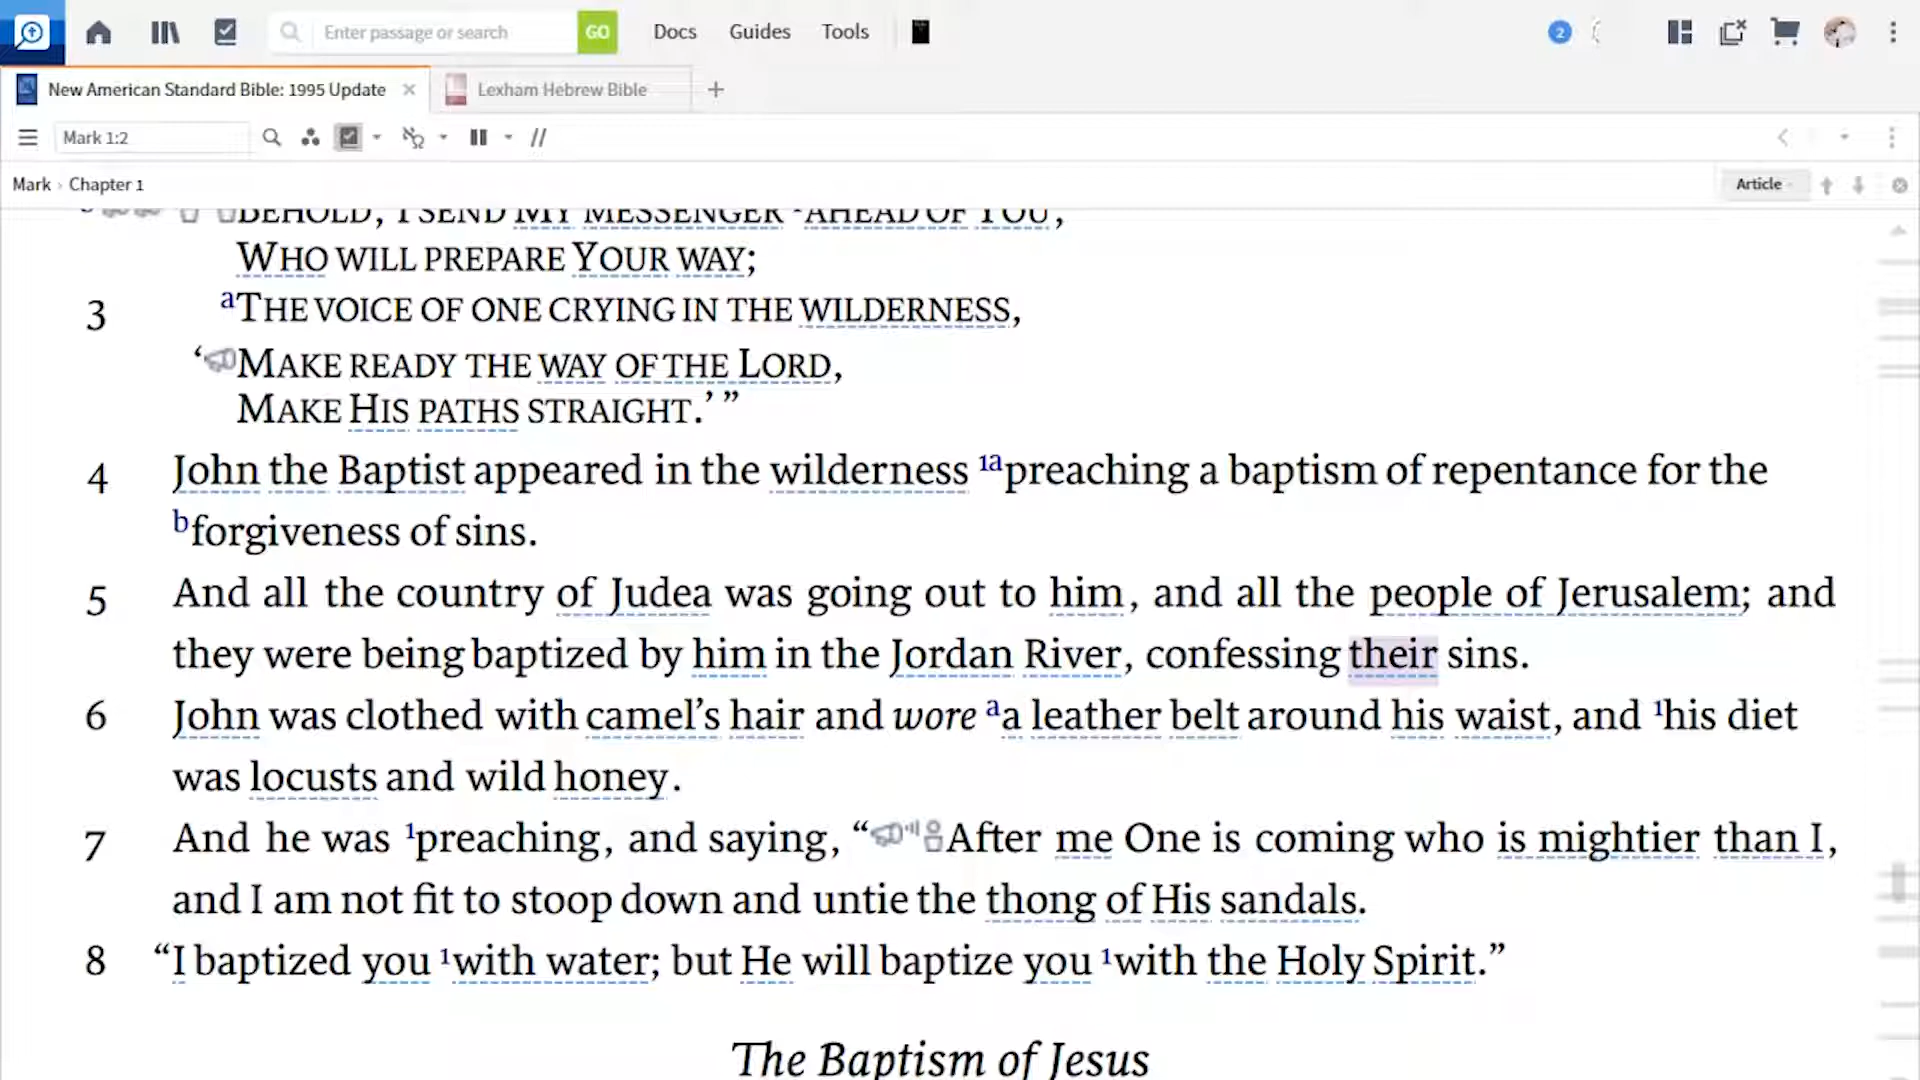 Enter passage or search GO Docs Guides Tools 2
New American Standard Bible: 1995 Update Lexham Hebrew Bible
Mark 1:2
Mark › Chapter 1 Article
BEHOLD, I SEND MY MESSENGER AHEAD OF YOU,
WHO WILL PREPARE YOUR WAY;
3 aTHE VOICE OF ONE CRYING IN THE WILDERNESS,
‘MAKE READY THE WAY OF THE LORD,
MAKE HIS PATHS STRAIGHT.’ ”
4 John the Baptist appeared in the wilderness 1apreaching a baptism of repentance for the
bforgiveness of sins.
5 And all the country of Judea was going out to him, and all the people of Jerusalem; and
they were being baptized by him in the Jordan River, confessing their sins.
6 John was clothed with camel’s hair and wore aa leather belt around his waist, and 1his diet
was locusts and wild honey.
7 And he was 1preaching, and saying, “After me One is coming who is mightier than I,
and I am not fit to stoop down and untie the thong of His sandals.
8 “I baptized you 1with water; but He will baptize you 1with the Holy Spirit.”
The Baptism of Jesus